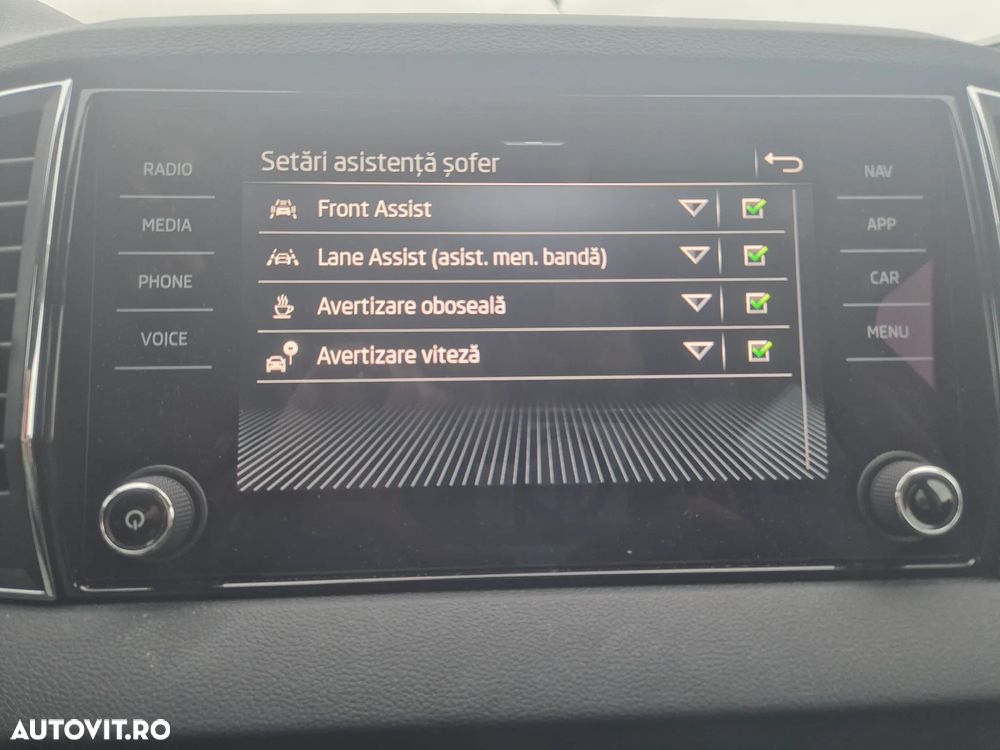 Setări asistență șofer
RADIO
MEDIA
PHONE
VOICE
Front Assist
Lane Assist (asist. men. bandă)
Avertizare oboseală
Avertizare viteză
NAV
APP
CAR
MENU
AUTOVIT.RO